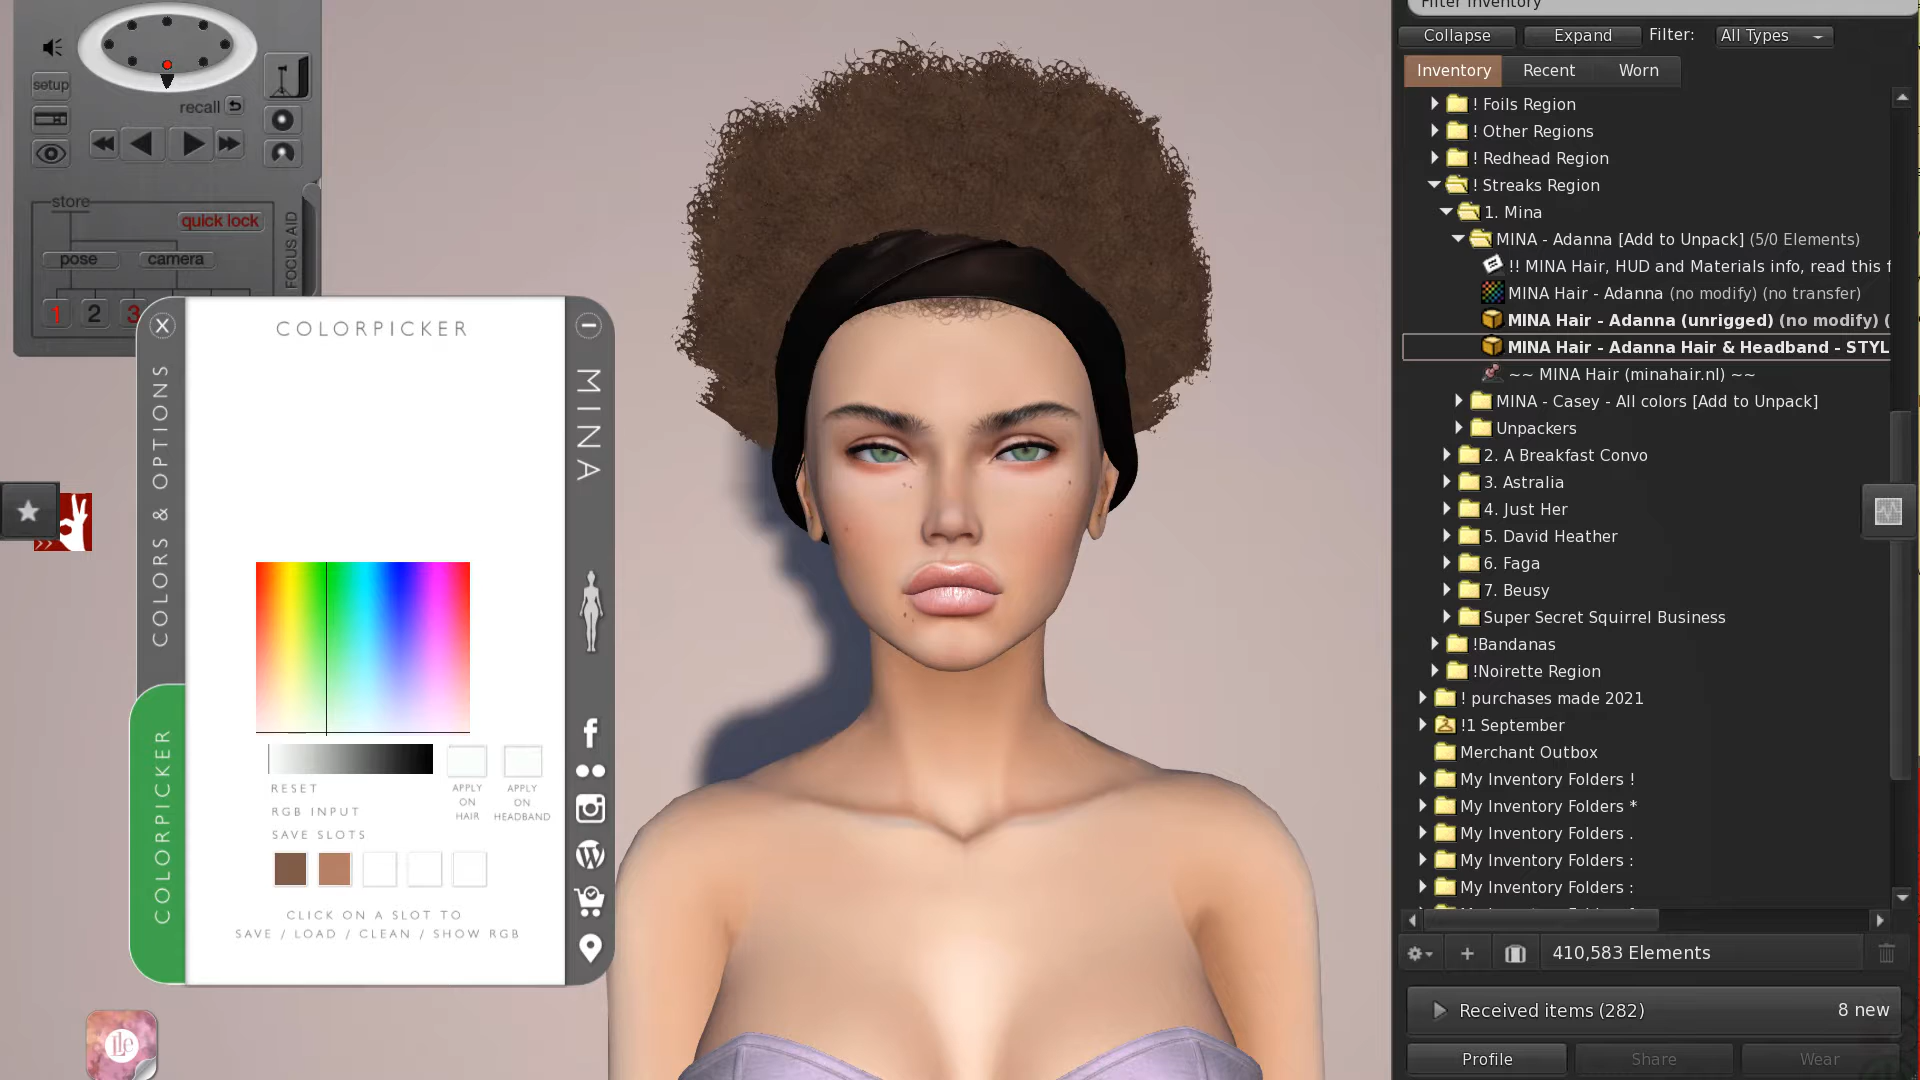 setup
recall
store
quick lock
pose
camera
FOCUS AID
1
2
3
X
COLORPICKER
MINA
COLORS & OPTIONS
COLORPICKER
RESET
RGB INPUT
SAVE SLOTS
APPLY
ON
HAIR
APPLY
ON
HEADBAND
CLICK ON A SLOT TO
SAVE / LOAD / CLEAN / SHOW RGB
Filter Inventory
Collapse
Expand
Filter:
All Types
Inventory
Recent
Worn
! Foils Region
! Other Regions
! Redhead Region
! Streaks Region
1. Mina
MINA - Adanna [Add to Unpack] (5/0 Elements)
!! MINA Hair, HUD and Materials info, read this f
MINA Hair - Adanna (no modify) (no transfer)
MINA Hair - Adanna (unrigged) (no modify) (
MINA Hair - Adanna Hair & Headband - STYL
~~ MINA Hair (minahair.nl) ~~
MINA - Casey - All colors [Add to Unpack]
Unpackers
2. A Breakfast Convo
3. Astralia
4. Just Her
5. David Heather
6. Faga
7. Beusy
Super Secret Squirrel Business
!Bandanas
!Noirette Region
! purchases made 2021
!1 September
Merchant Outbox
My Inventory Folders !
My Inventory Folders *
My Inventory Folders .
My Inventory Folders :
My Inventory Folders :
410,583 Elements
Received items (282)
8 new
Profile
Share
Wear